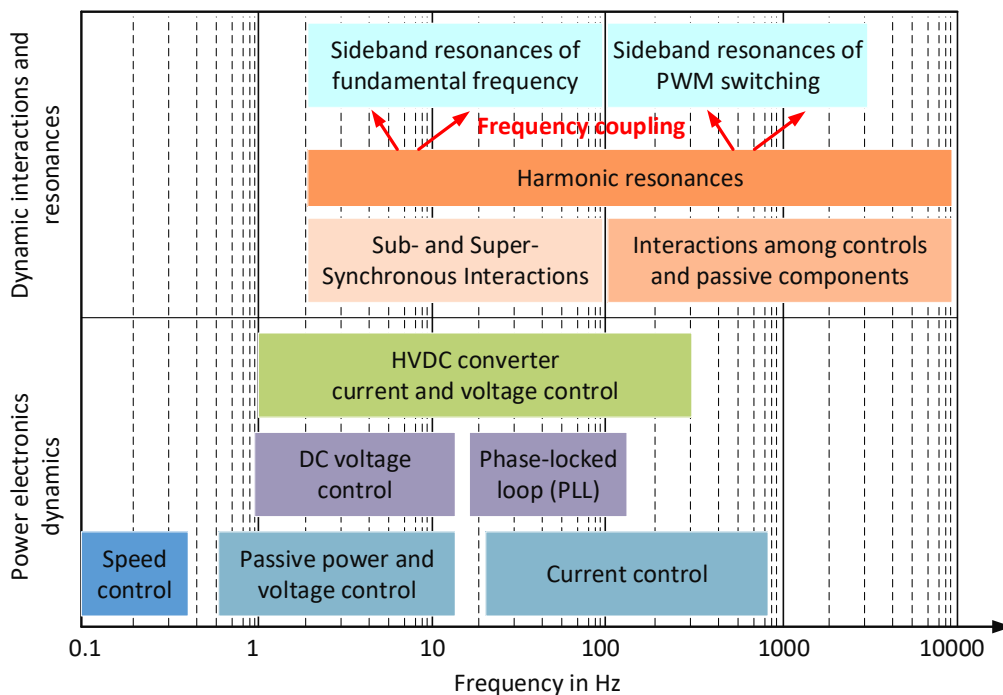 Dynamic interactions and
resonances
Sideband resonances of
fundamental frequency
Sideband resonances of
PWM switching
Frequency coupling
Harmonic resonances
Sub- and Super-
Synchronous Interactions
Interactions among controls
and passive components
Power electronics
dynamics
HVDC converter
current and voltage control
DC voltage
control
Phase-locked
loop (PLL)
Speed
control
Passive power and
voltage control
Current control
0.1
1
10
100
1000
10000
Frequency in Hz